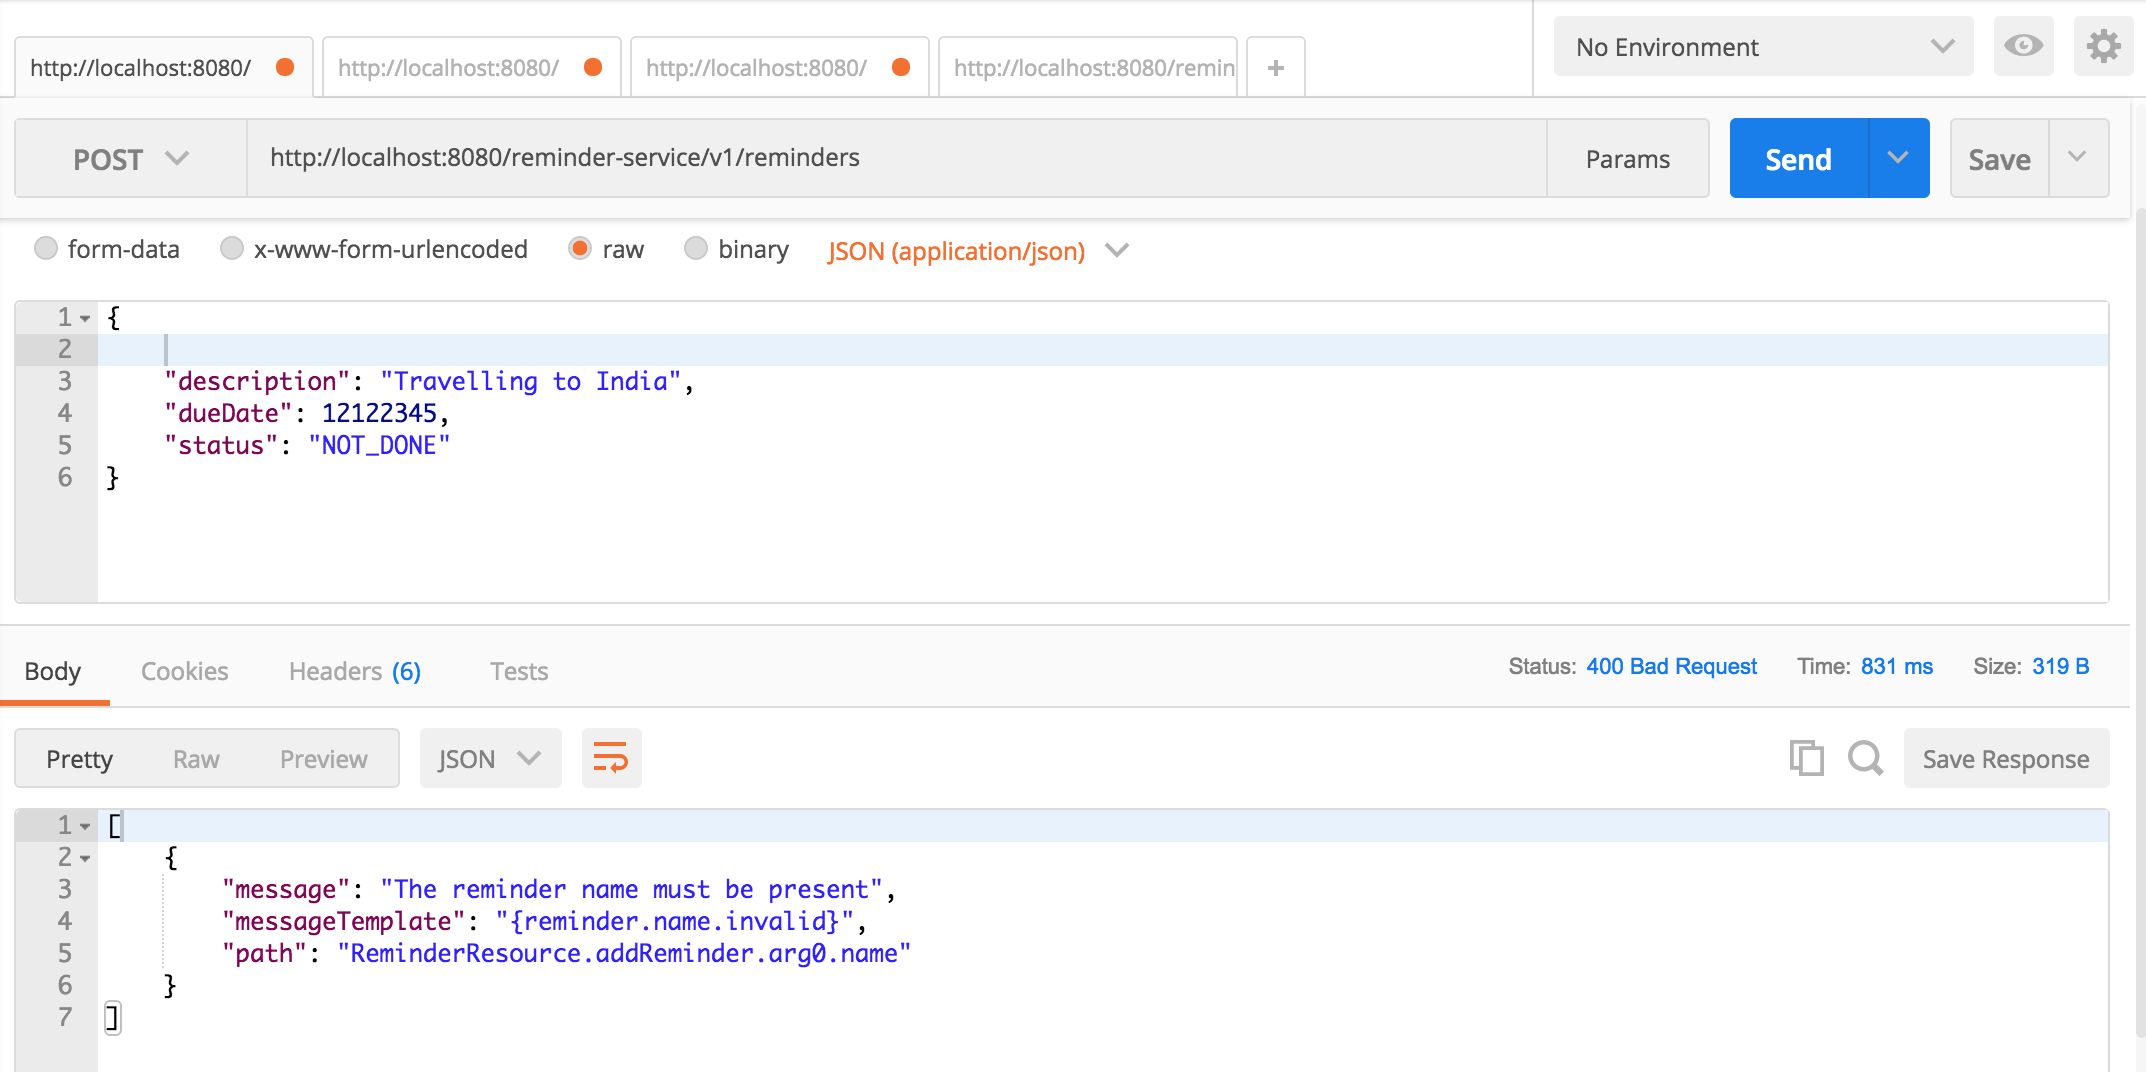 http://localhost:8080/ http://localhost:8080/ http://localhost:8080/ http://localhost:8080/remin + No Environment
POST http://localhost:8080/reminder-service/v1/reminders Params Send Save
form-data x-www-form-urlencoded raw binary JSON (application/json)
1 {
2
3 "description": "Travelling to India",
4 "dueDate": 12122345,
5 "status": "NOT_DONE"
6 }
Body Cookies Headers (6) Tests Status: 400 Bad Request Time: 831 ms Size: 319 B
Pretty Raw Preview JSON Save Response
1 [
2 {
3 "message": "The reminder name must be present",
4 "messageTemplate": "{reminder.name.invalid}",
5 "path": "ReminderResource.addReminder.arg0.name"
6 }
7 ]